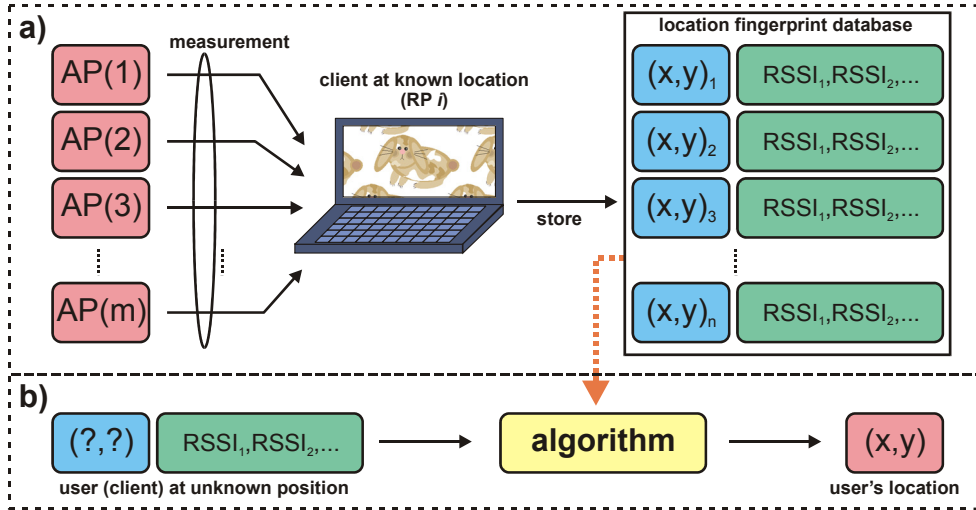 a)
measurement
AP(1)
AP(2)
AP(3)
AP(m)
client at known location
(RP i)
store
location fingerprint database
(x,y)₁ RSSI₁,RSSI₂,...
(x,y)₂ RSSI₁,RSSI₂,...
(x,y)₃ RSSI₁,RSSI₂,...
(x,y)ₙ RSSI₁,RSSI₂,...
b)
(?,?) RSSI₁,RSSI₂,...
user (client) at unknown position
algorithm
(x,y)
user's location